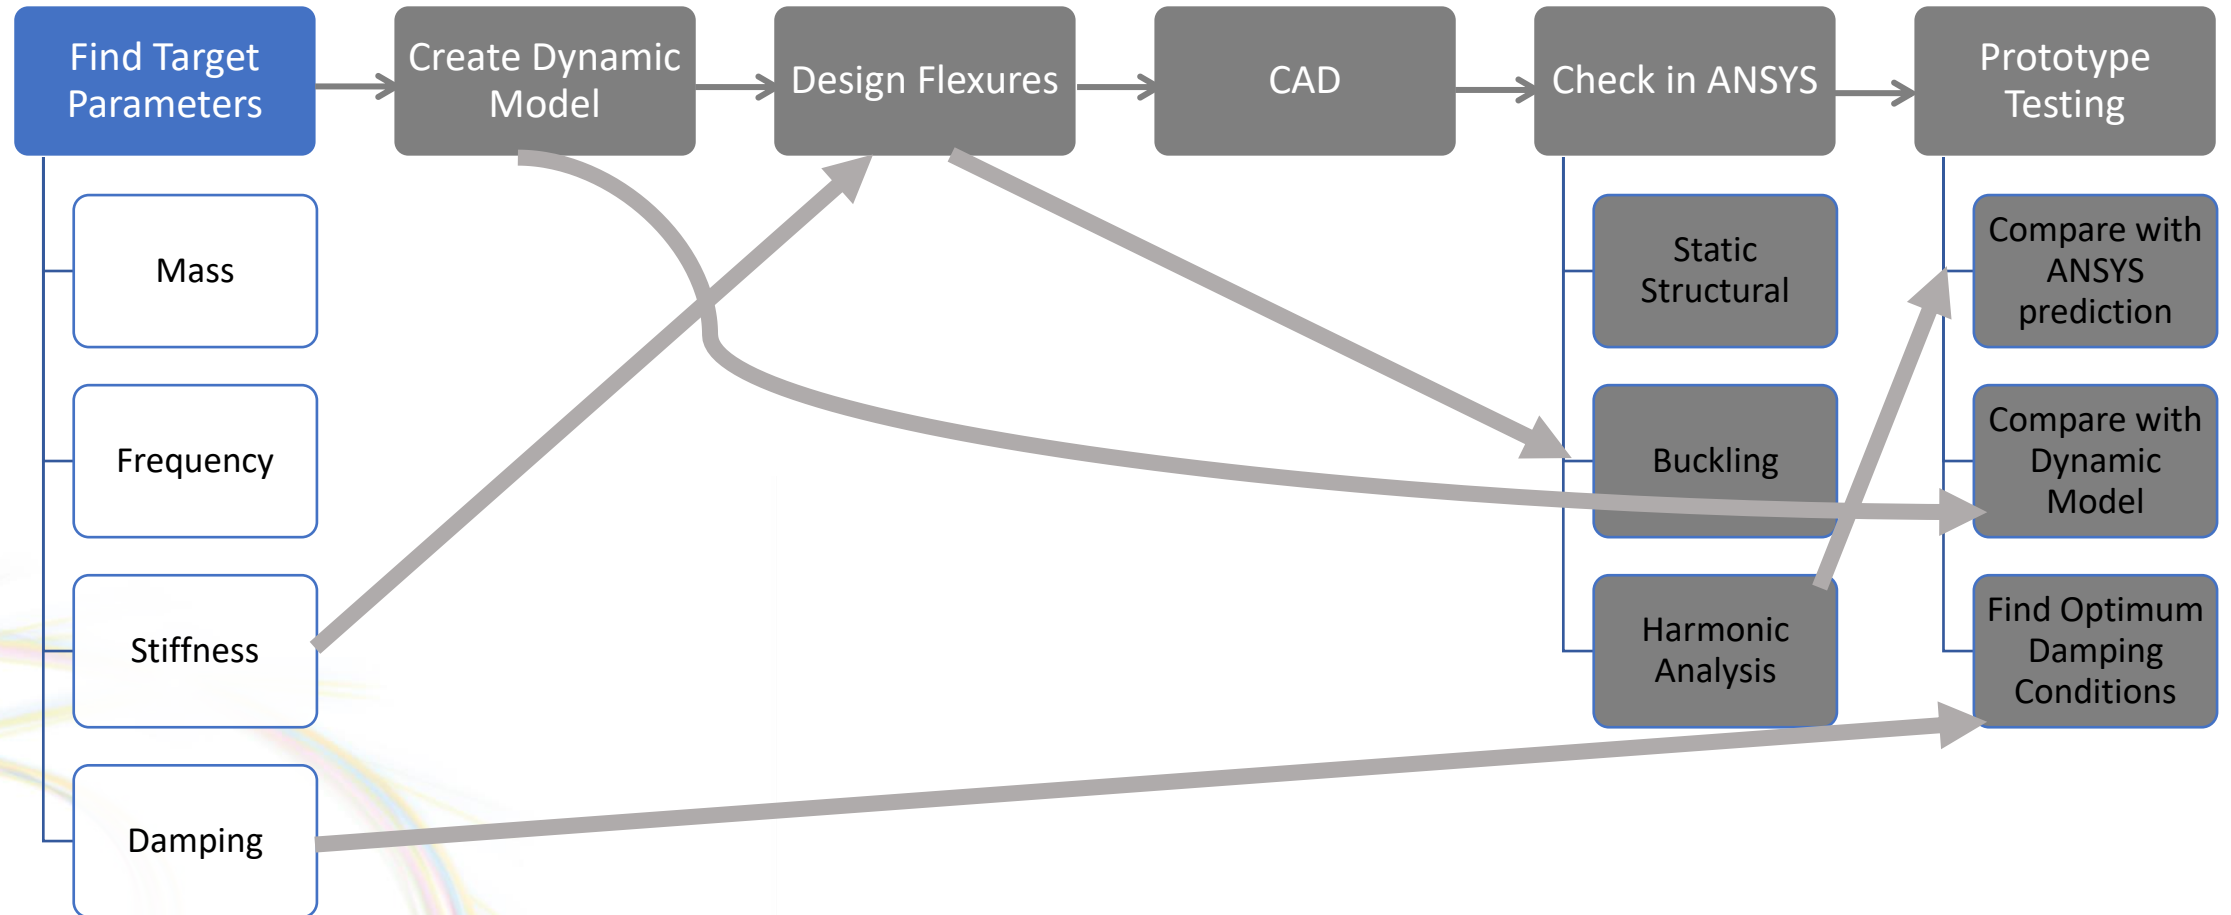 Find Target
Parameters
Create Dynamic
Model
Design Flexures
CAD
Check in ANSYS
Prototype
Testing
Mass
Frequency
Stiffness
Damping
Static
Structural
Buckling
Harmonic
Analysis
Compare with
ANSYS
prediction
Compare with
Dynamic
Model
Find Optimum
Damping
Conditions